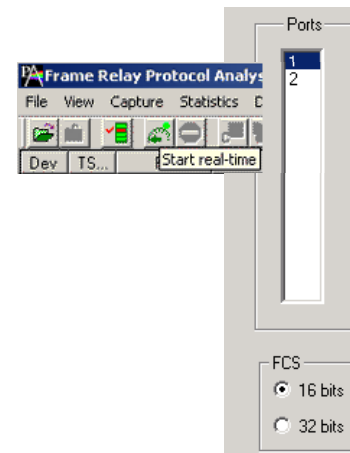 Ports
1
2
PA Frame Relay Protocol Analys
File View Capture Statistics
Dev TS...
Start real-time
FCS
16 bits
32 bits